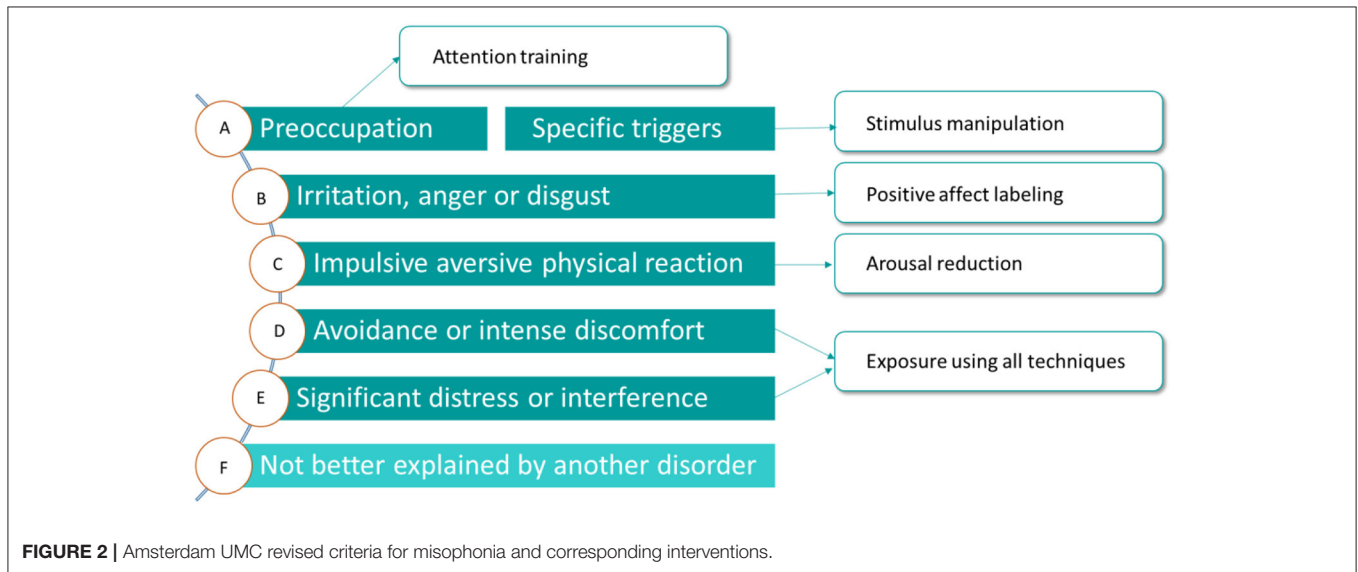 Attention training
A
Preoccupation
Specific triggers
Stimulus manipulation
B
Irritation, anger or disgust
Positive affect labeling
C
Impulsive aversive physical reaction
Arousal reduction
D
Avoidance or intense discomfort
Exposure using all techniques
E
Significant distress or interference
F
Not better explained by another disorder
FIGURE 2 | Amsterdam UMC revised criteria for misophonia and corresponding interventions.